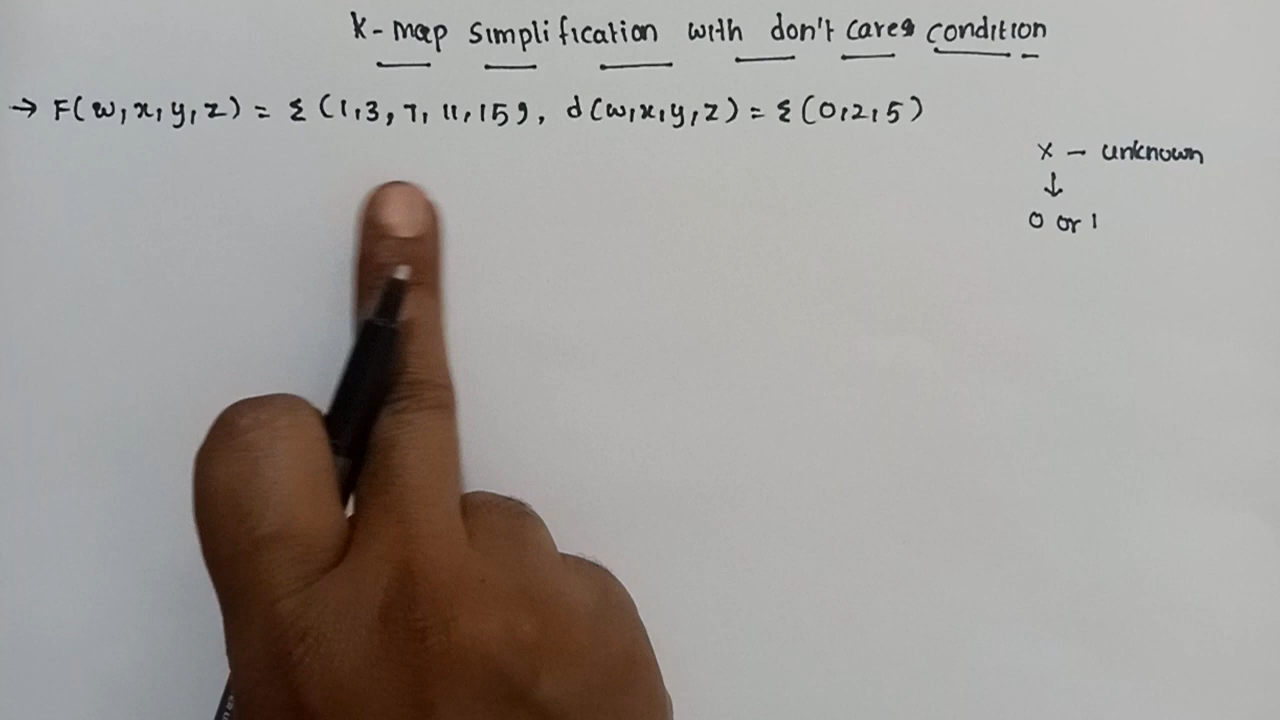 K-map simplification with don't cares condition
→ F(w,x,y,z) = Σ (1,3,7,11,15), d(w,x,y,z) = Σ(0,2,5)
x - unknown
↓
0 or 1